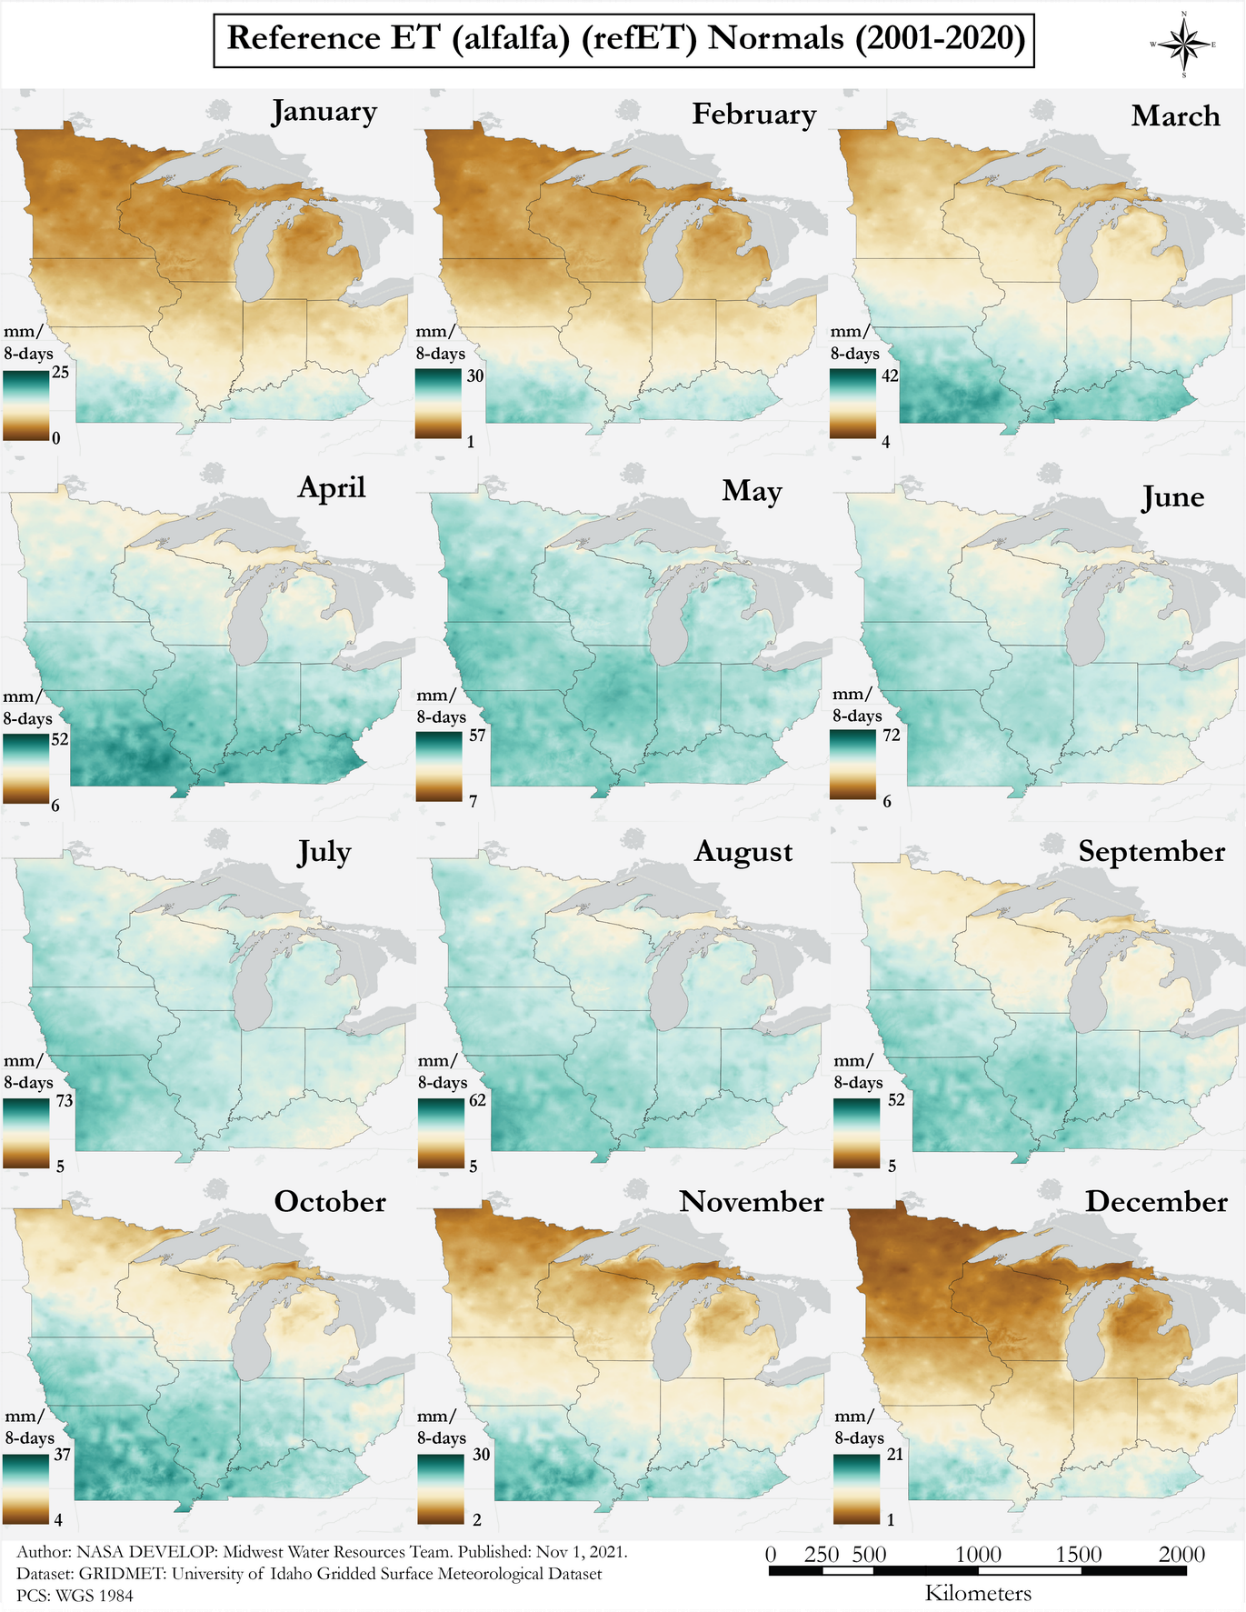 Reference ET (alfalfa) (refET) Normals (2001-2020)
N
W E
S
January
mm/
8-days
25
0
February
mm/
8-days
30
1
March
mm/
8-days
42
4
April
mm/
8-days
52
6
May
mm/
8-days
57
7
June
mm/
8-days
72
6
July
mm/
8-days
73
5
August
mm/
8-days
62
5
September
mm/
8-days
52
5
October
mm/
8-days
37
4
November
mm/
8-days
30
2
December
mm/
8-days
21
1
Author: NASA DEVELOP: Midwest Water Resources Team. Published: Nov 1, 2021.
Dataset: GRIDMET: University of Idaho Gridded Surface Meteorological Dataset
PCS: WGS 1984
0 250 500 1000 1500 2000
Kilometers